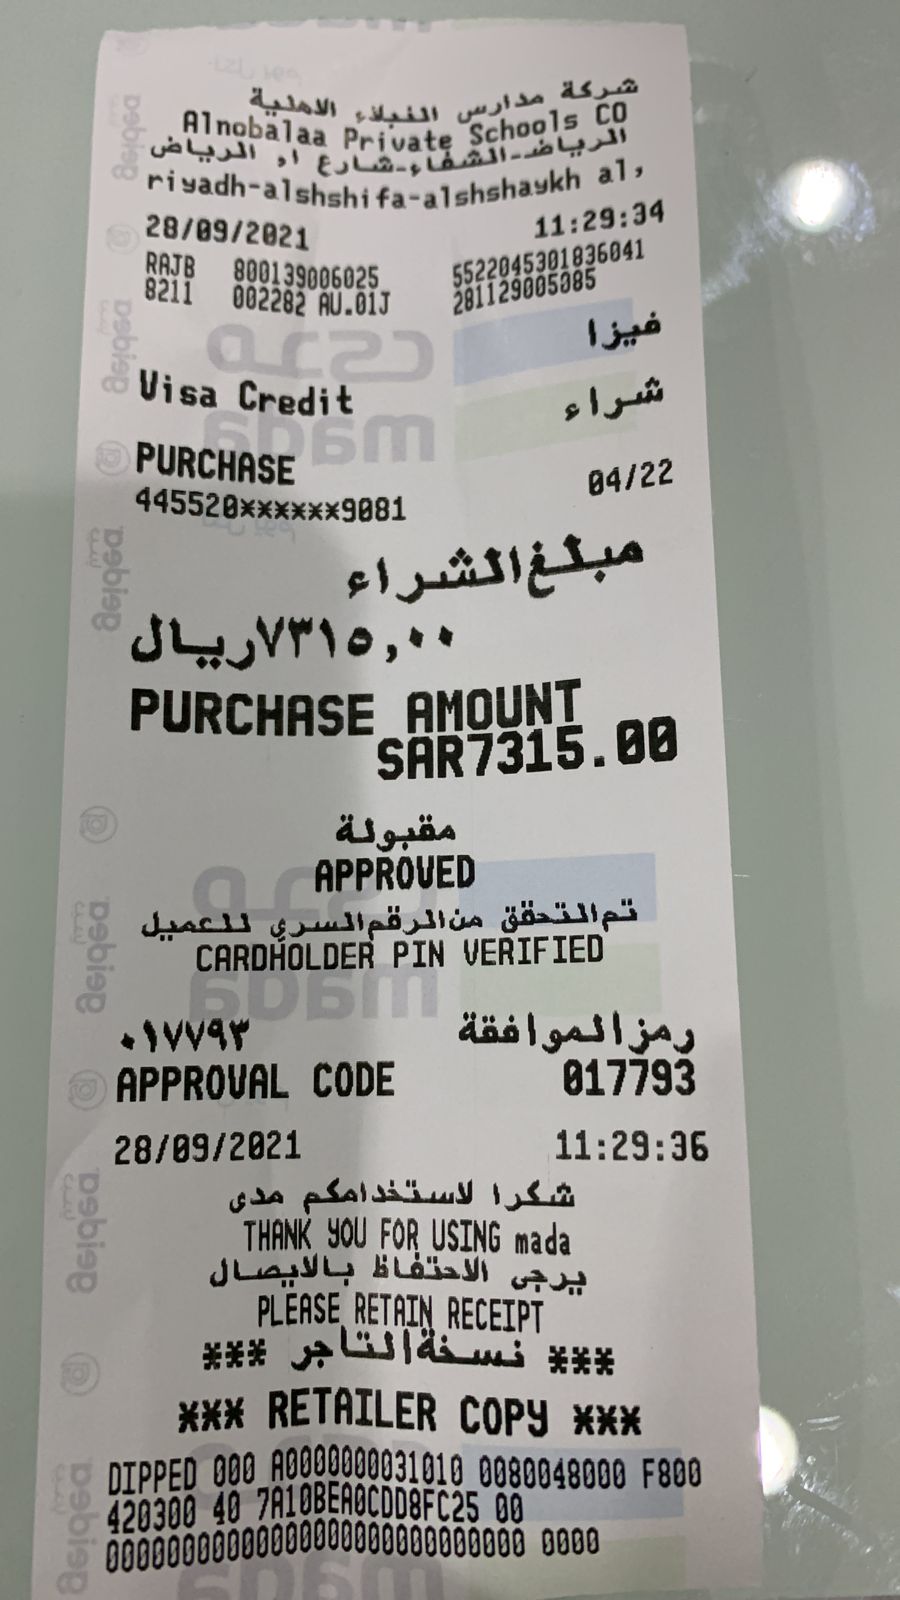 شركة مدارس النبلاء الاهلية
Alnobalaa Private Schools CO
الرياض-الشفاء-شارع ا, الرياض
riyadh-alshshifa-alshshaykh al,
28/09/2021 11:29:34
RAJB 800139006025 5522045301836041
8211 002282 AU.01J 281129005085
فيزا
Visa Credit
شراء
PURCHASE
445520******9081 04/22
مبلغ الشراء
٧٣١٥,٠٠ ريال
PURCHASE AMOUNT
SAR7315.00
مقبولة
APPROVED
تم التحقق من الرقم السري للعميل
CARDHOLDER PIN VERIFIED
رمز الموافقة ٠١٧٧٩٣
APPROVAL CODE 017793
28/09/2021 11:29:36
شكرا لاستخدامكم مدى
THANK YOU FOR USING mada
يرجى الاحتفاظ بالايصال
PLEASE RETAIN RECEIPT
*** نسخة التاجر ***
*** RETAILER COPY ***
DIPPED 000 A0000000031010 0080048000 F800
420300 40 7A10BEA0CDD8FC25 00
00000000000000000000000000000 0000